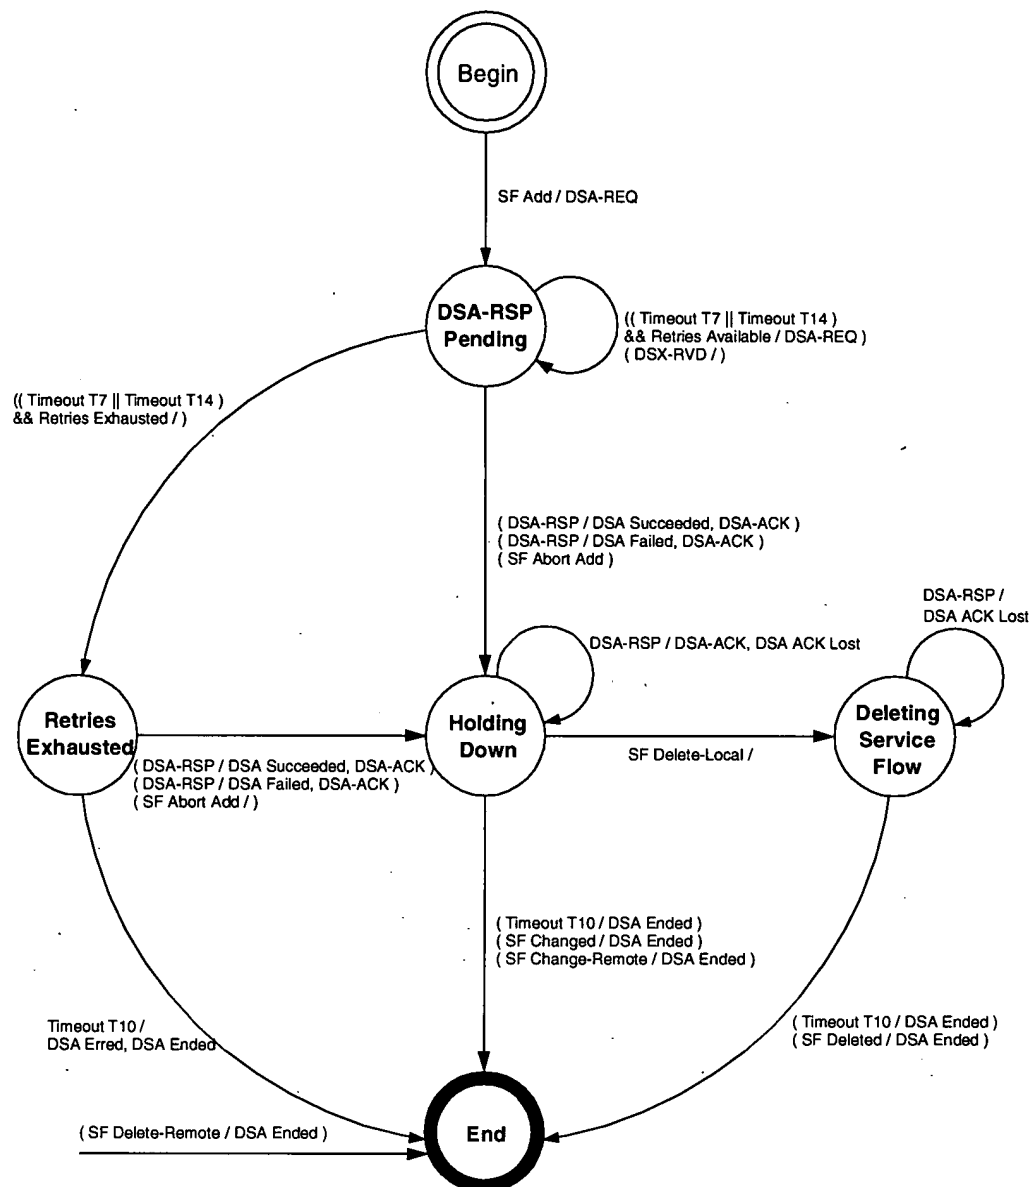 Begin
SF Add / DSA-REQ
DSA-RSP
Pending
(( Timeout T7 || Timeout T14 )
&& Retries Available / DSA-REQ )
( DSX-RVD / )
(( Timeout T7 || Timeout T14 )
&& Retries Exhausted / )
( DSA-RSP / DSA Succeeded, DSA-ACK )
( DSA-RSP / DSA Failed, DSA-ACK )
( SF Abort Add )
DSA-RSP /
DSA ACK Lost
DSA-RSP / DSA-ACK, DSA ACK Lost
Retries
Exhausted
Holding
Down
Deleting
Service
Flow
SF Delete-Local /
( DSA-RSP / DSA Succeeded, DSA-ACK )
( DSA-RSP / DSA Failed, DSA-ACK )
( SF Abort Add / )
( Timeout T10 / DSA Ended )
( SF Changed / DSA Ended )
( SF Change-Remote / DSA Ended )
Timeout T10 /
DSA Erred, DSA Ended
( Timeout T10 / DSA Ended )
( SF Deleted / DSA Ended )
( SF Delete-Remote / DSA Ended )
End